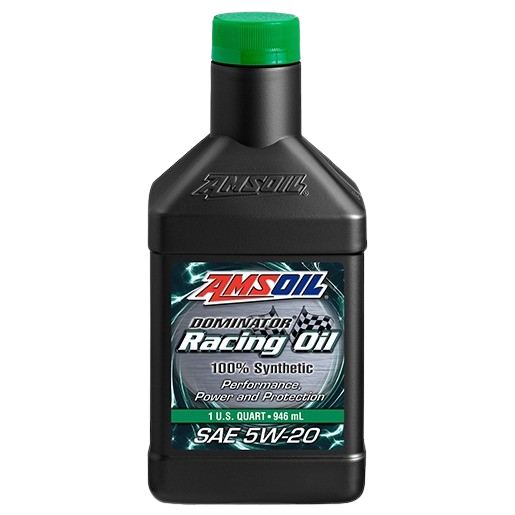 AMSOIL
AMSOIL®
DOMINATOR
Racing Oil
100% Synthetic
Performance,
Power and Protection
1 U.S. QUART • 946 mL
SAE 5W-20